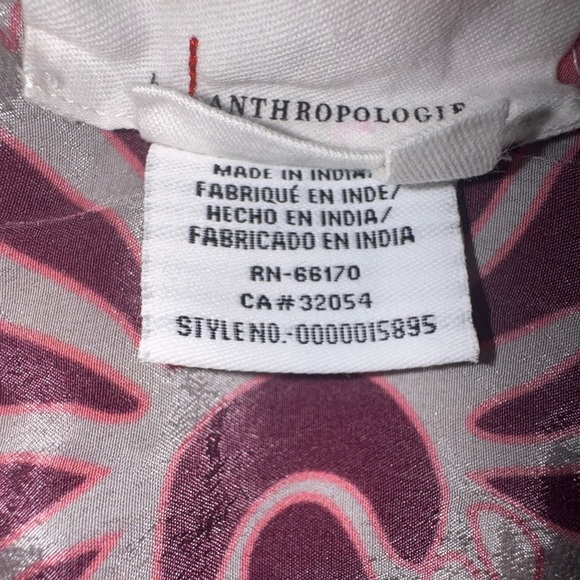 ANTHROPOLOGIE
MADE IN INDIA/
FABRIQUÉ EN INDE/
HECHO EN INDIA/
FABRICADO EN INDIA
RN-66170
CA#32054
STYLE NO.-0000015895